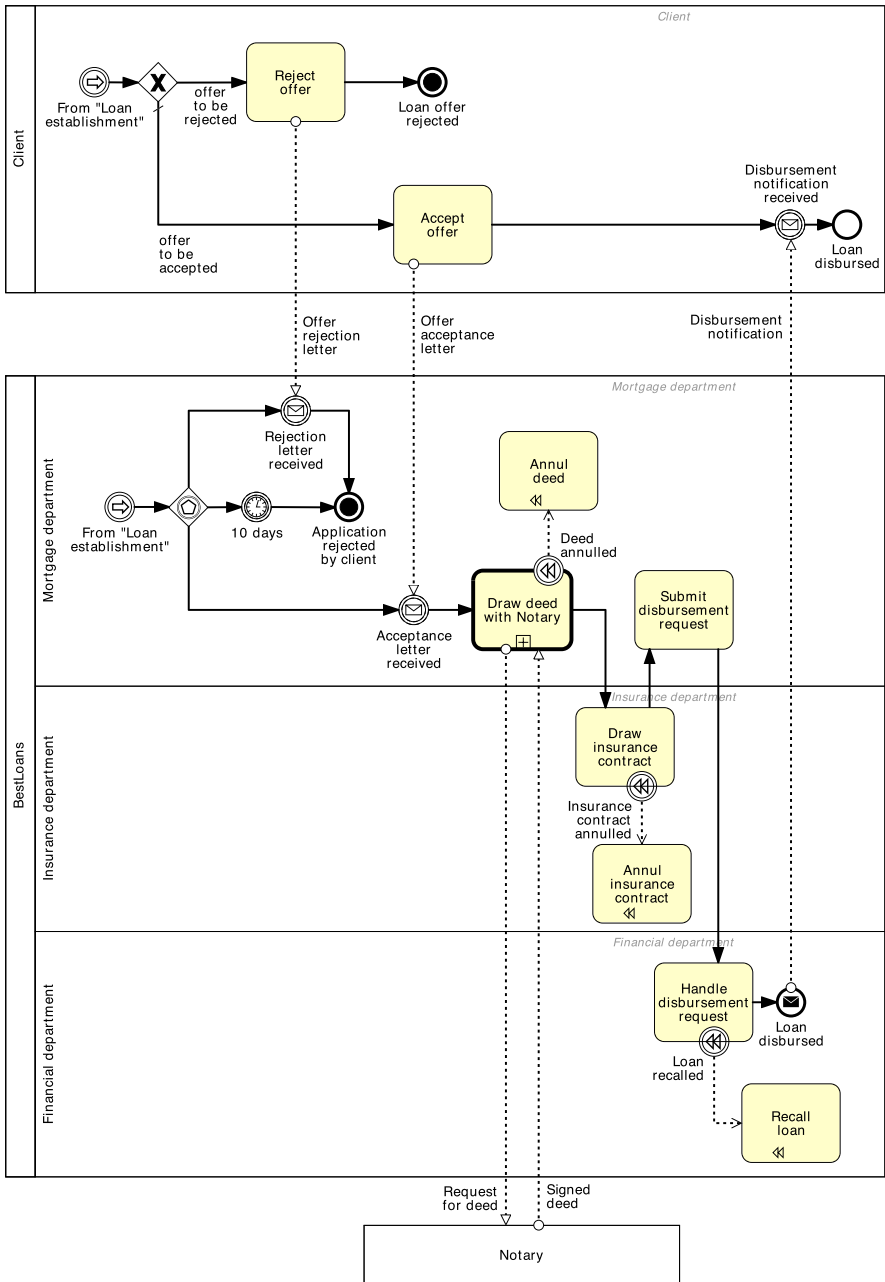 Client
Client
From "Loan
establishment"
offer
to be
rejected
Reject
offer
Loan offer
rejected
offer
to be
accepted
Accept
offer
Disbursement
notification
received
Loan
disbursed
Offer
rejection
letter
Offer
acceptance
letter
Disbursement
notification
BestLoans
Mortgage department
Mortgage department
Rejection
letter
received
From "Loan
establishment"
10 days
Application
rejected
by client
Acceptance
letter
received
Annul
deed
Deed
annulled
Draw deed
with Notary
Submit
disbursement
request
Insurance department
Insurance department
Draw
insurance
contract
Insurance
contract
annulled
Annul
insurance
contract
Financial department
Financial department
Handle
disbursement
request
Loan
disbursed
Loan
recalled
Recall
loan
Request
for deed
Signed
deed
Notary